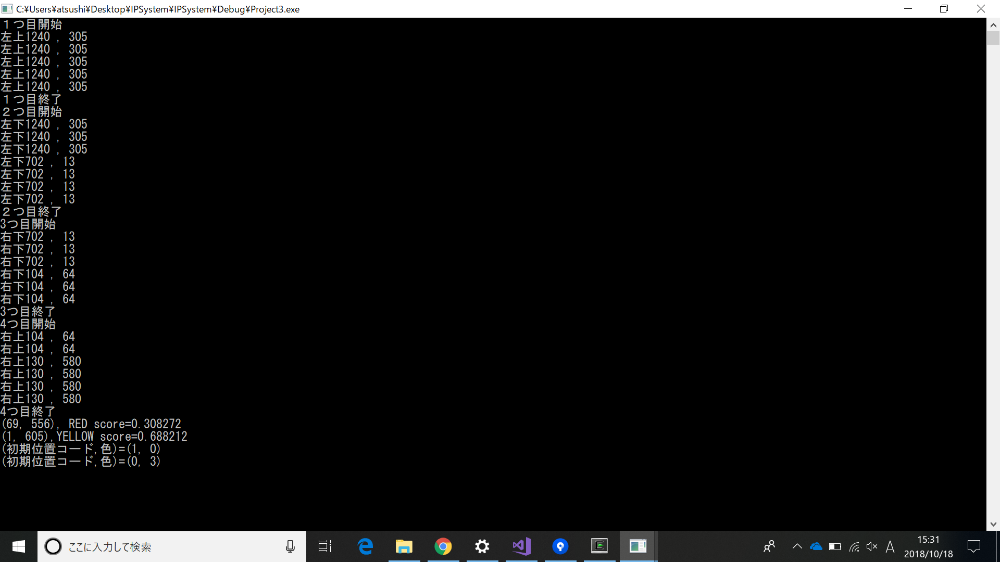 C:¥Users¥atsushi¥Desktop¥IPSystem¥IPSystem¥Debug¥Project3.exe
１つ目開始
左上1240 , 305
左上1240 , 305
左上1240 , 305
左上1240 , 305
左上1240 , 305
１つ目終了
２つ目開始
左下1240 , 305
左下1240 , 305
左下1240 , 305
左下702 , 13
左下702 , 13
左下702 , 13
左下702 , 13
２つ目終了
3つ目開始
右下702 , 13
右下702 , 13
右下702 , 13
右下104 , 64
右下104 , 64
右下104 , 64
3つ目終了
4つ目開始
右上104 , 64
右上104 , 64
右上130 , 580
右上130 , 580
右上130 , 580
右上130 , 580
4つ目終了
(69, 556), RED score=0.308272
(1, 605),YELLOW score=0.688212
(初期位置コード,色)=(1, 0)
(初期位置コード,色)=(0, 3)
ここに入力して検索
A
15:31
2018/10/18